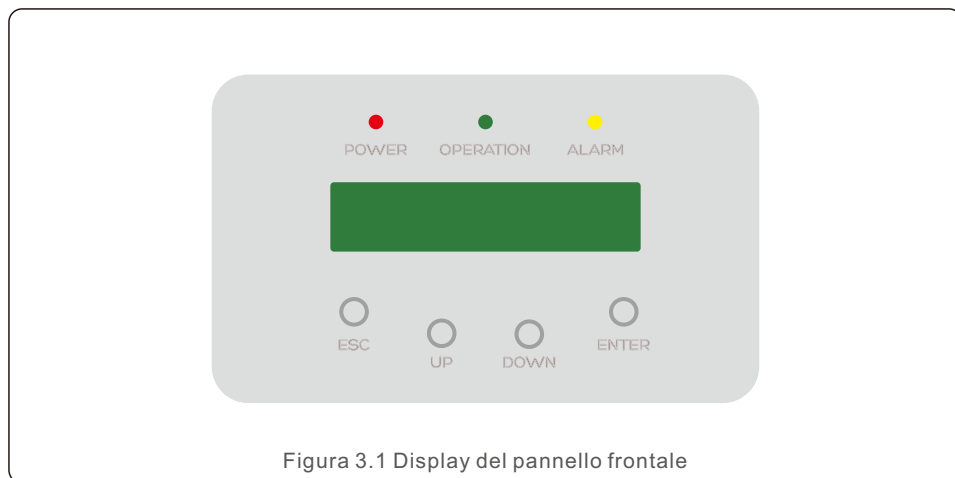 POWER OPERATION ALARM
ESC UP DOWN ENTER
Figura 3.1 Display del pannello frontale